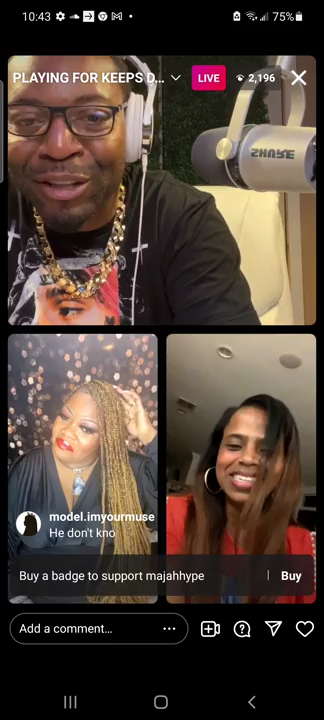 10:43
75%
PLAYING FOR KEEPS D...
LIVE
2,196
SHURE
model.imyourmuse
He don't kno
Buy a badge to support majahhype
Buy
Add a comment...